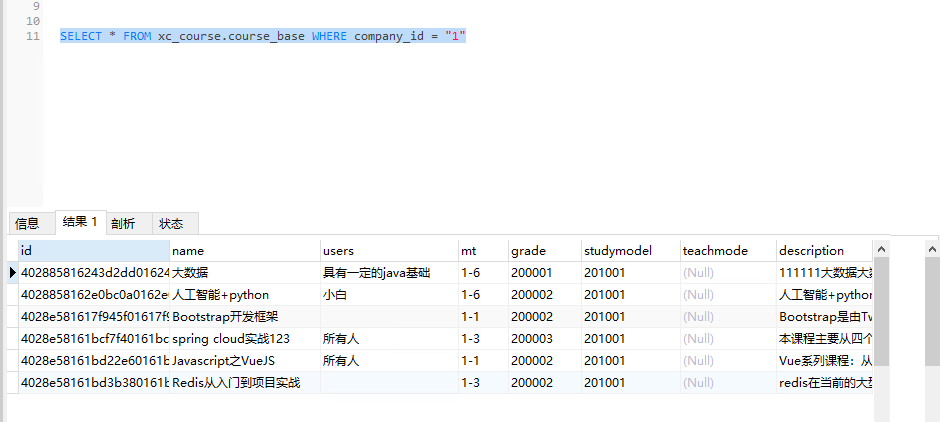 9
10
11 SELECT * FROM xc_course.course_base WHERE company_id = "1"
信息 结果 1 剖析 状态
id name users mt grade studymodel teachmode description
402885816243d2dd01624 大数据 具有一定的java基础 1-6 200001 201001 (Null) 111111大数据大数
4028858162e0bc0a0162e 人工智能+python 小白 1-6 200002 201001 (Null) 人工智能+python
4028e581617f945f01617f9 Bootstrap开发框架 1-1 200002 201001 (Null) Bootstrap是由Tw
4028e58161bcf7f40161bc spring cloud实战123 所有人 1-3 200003 201001 (Null) 本课程主要从四个
4028e58161bd22e60161b Javascript之VueJS 所有人 1-1 200002 201001 (Null) Vue系列课程：从
4028e58161bd3b380161b Redis从入门到项目实战 1-3 200002 201001 (Null) redis在当前的大型